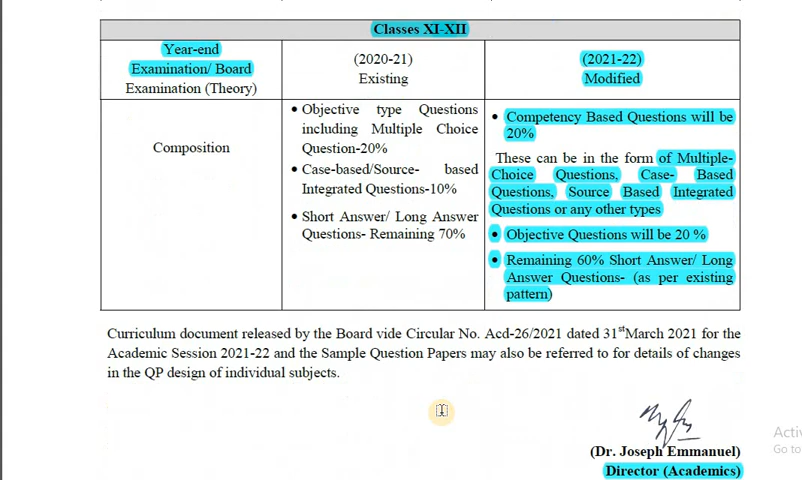 Classes XI-XII
Year-end
Examination/ Board
Examination (Theory)
(2020-21)
Existing
(2021-22)
Modified
Composition
• Objective type Questions
including Multiple Choice
Question-20%
• Case-based/Source- based
Integrated Questions-10%
• Short Answer/ Long Answer
Questions- Remaining 70%
• Competency Based Questions will be
20%
These can be in the form of Multiple-
Choice Questions, Case- Based
Questions, Source Based Integrated
Questions or any other types
• Objective Questions will be 20 %
• Remaining 60% Short Answer/ Long
Answer Questions- (as per existing
pattern)
Curriculum document released by the Board vide Circular No. Acd-26/2021 dated 31st March 2021 for the
Academic Session 2021-22 and the Sample Question Papers may also be referred to for details of changes
in the QP design of individual subjects.
(Dr. Joseph Emmanuel)
Director (Academics)
Go to